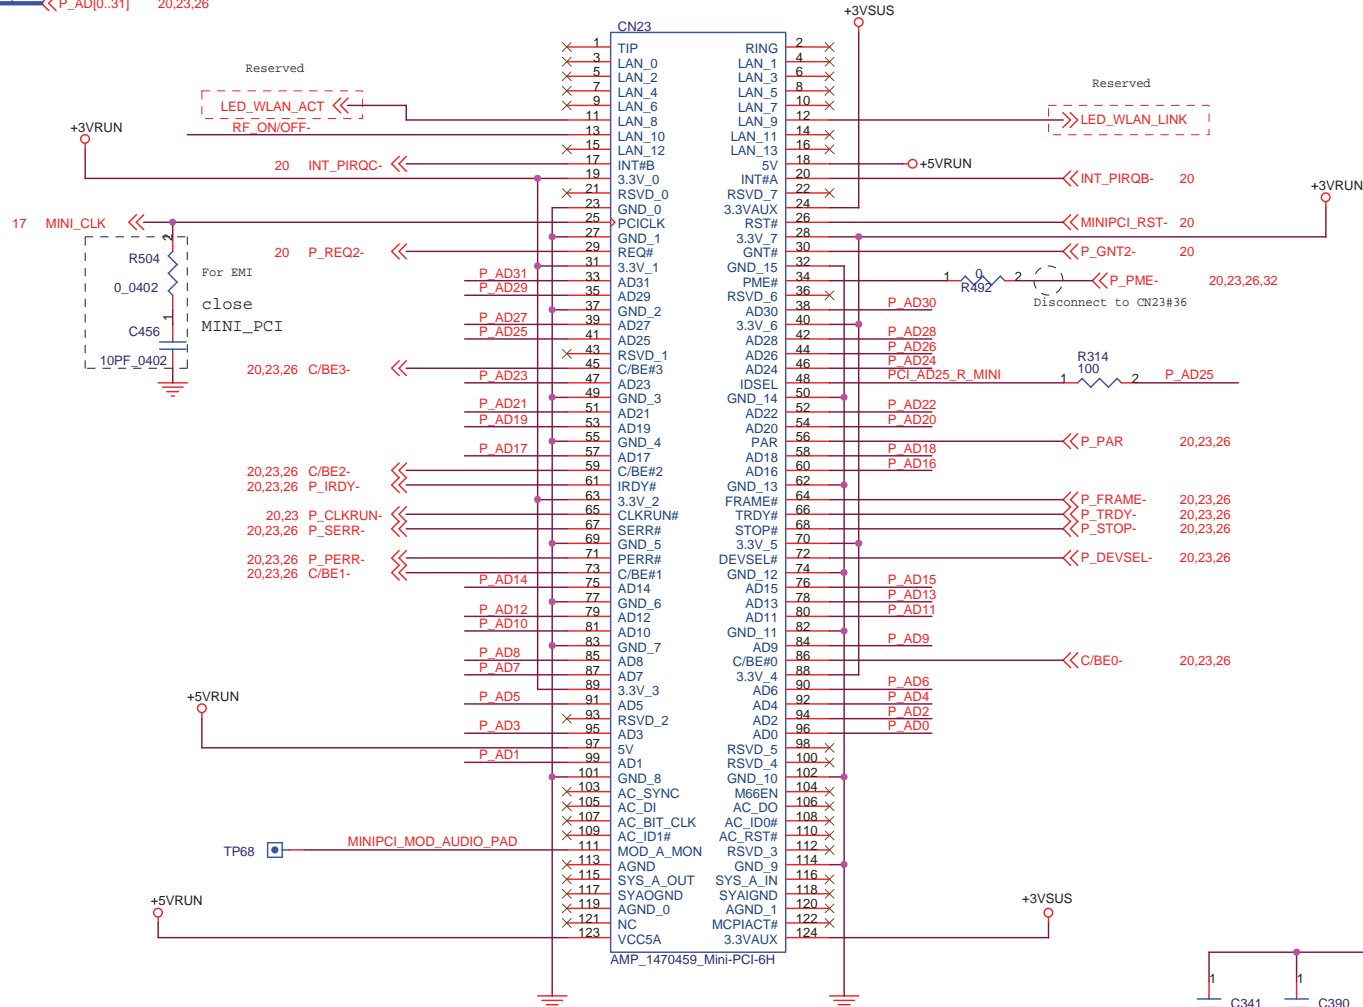 P_AD[0..31] 20,23,26
+3VSUS
CN23
1 TIP RING 2
3 LAN_0 LAN_1 4
5 LAN_2 LAN_3 6
Reserved
7 LAN_4 LAN_5 8
Reserved
LED_WLAN_ACT 9 LAN_6 LAN_7 10
11 LAN_8 LAN_9 12 LED_WLAN_LINK
+3VRUN RF_ON/OFF- 13 LAN_10 LAN_11 14
15 LAN_12 LAN_13 16
20 INT_PIRQC- 17 INT#B 5V 18 +5VRUN
19 3.3V_0 INT#A 20 INT_PIRQB- 20
21 RSVD_0 RSVD_7 22 +3VRUN
23 GND_0 3.3VAUX 24
17 MINI_CLK 25 PCICLK RST# 26 MINIPCI_RST- 20
2 27 GND_1 3.3V_7 28
20 P_REQ2- 29 REQ# GNT# 30 P_GNT2- 20
R504 For EMI 31 3.3V_1 GND_15 32
P_AD31 33 AD31 PME# 34 1 0 2 P_PME- 20,23,26,32
0_0402 P_AD29 35 AD29 RSVD_6 36 R492
close 37 GND_2 AD30 38 P_AD30 Disconnect to CN23#36
1 P_AD27 39 AD27 3.3V_6 40
MINI_PCI
C456 P_AD25 41 AD25 AD28 42 P_AD28
43 RSVD_1 AD26 44 P_AD26
10PF_0402 20,23,26 C/BE3- 45 C/BE#3 AD24 46 P_AD24 R314
100
P_AD23 47 AD23 IDSEL 48 PCI_AD25_R_MINI 1 2 P_AD25
49 GND_3 GND_14 50
P_AD21 51 AD21 AD22 52 P_AD22
P_AD19 53 AD19 AD20 54 P_AD20
55 GND_4 PAR 56 P_PAR 20,23,26
P_AD17 57 AD17 AD18 58 P_AD18
20,23,26 C/BE2- 59 C/BE#2 AD16 60 P_AD16
20,23,26 P_IRDY- 61 IRDY# GND_13 62
63 3.3V_2 FRAME# 64 P_FRAME- 20,23,26
20,23 P_CLKRUN- 65 CLKRUN# TRDY# 66 P_TRDY- 20,23,26
20,23,26 P_SERR- 67 SERR# STOP# 68 P_STOP- 20,23,26
69 GND_5 3.3V_5 70
20,23,26 P_PERR- 71 PERR# DEVSEL# 72 P_DEVSEL- 20,23,26
20,23,26 C/BE1- 73 C/BE#1 GND_12 74
P_AD14 75 AD14 AD15 76 P_AD15
77 GND_6 AD13 78 P_AD13
P_AD12 79 AD12 AD11 80 P_AD11
P_AD10 81 AD10 GND_11 82
83 GND_7 AD9 84 P_AD9
P_AD8 85 AD8 C/BE#0 86 C/BE0- 20,23,26
P_AD7 87 AD7 3.3V_4 88
89 3.3V_3 AD6 90 P_AD6
+5VRUN P_AD5 91 AD5 AD4 92 P_AD4
93 RSVD_2 AD2 94 P_AD2
P_AD3 95 AD3 AD0 96 P_AD0
97 5V RSVD_5 98
P_AD1 99 AD1 RSVD_4 100
101 GND_8 GND_10 102
103 AC_SYNC M66EN 104
105 AC_DI AC_DO 106
107 AC_BIT_CLK AC_ID0# 108
109 AC_ID1# AC_RST# 110
TP68 MINIPCI_MOD_AUDIO_PAD 111 MOD_A_MON RSVD_3 112
113 AGND GND_9 114
115 SYS_A_OUT SYS_A_IN 116
117 SYAOGND SYAIGND 118
+5VRUN 119 AGND_0 AGND_1 120 +3VSUS
121 NC MCPIACT# 122
123 VCC5A 3.3VAUX 124
AMP_1470459_Mini-PCI-6H
1 1
C341 C390